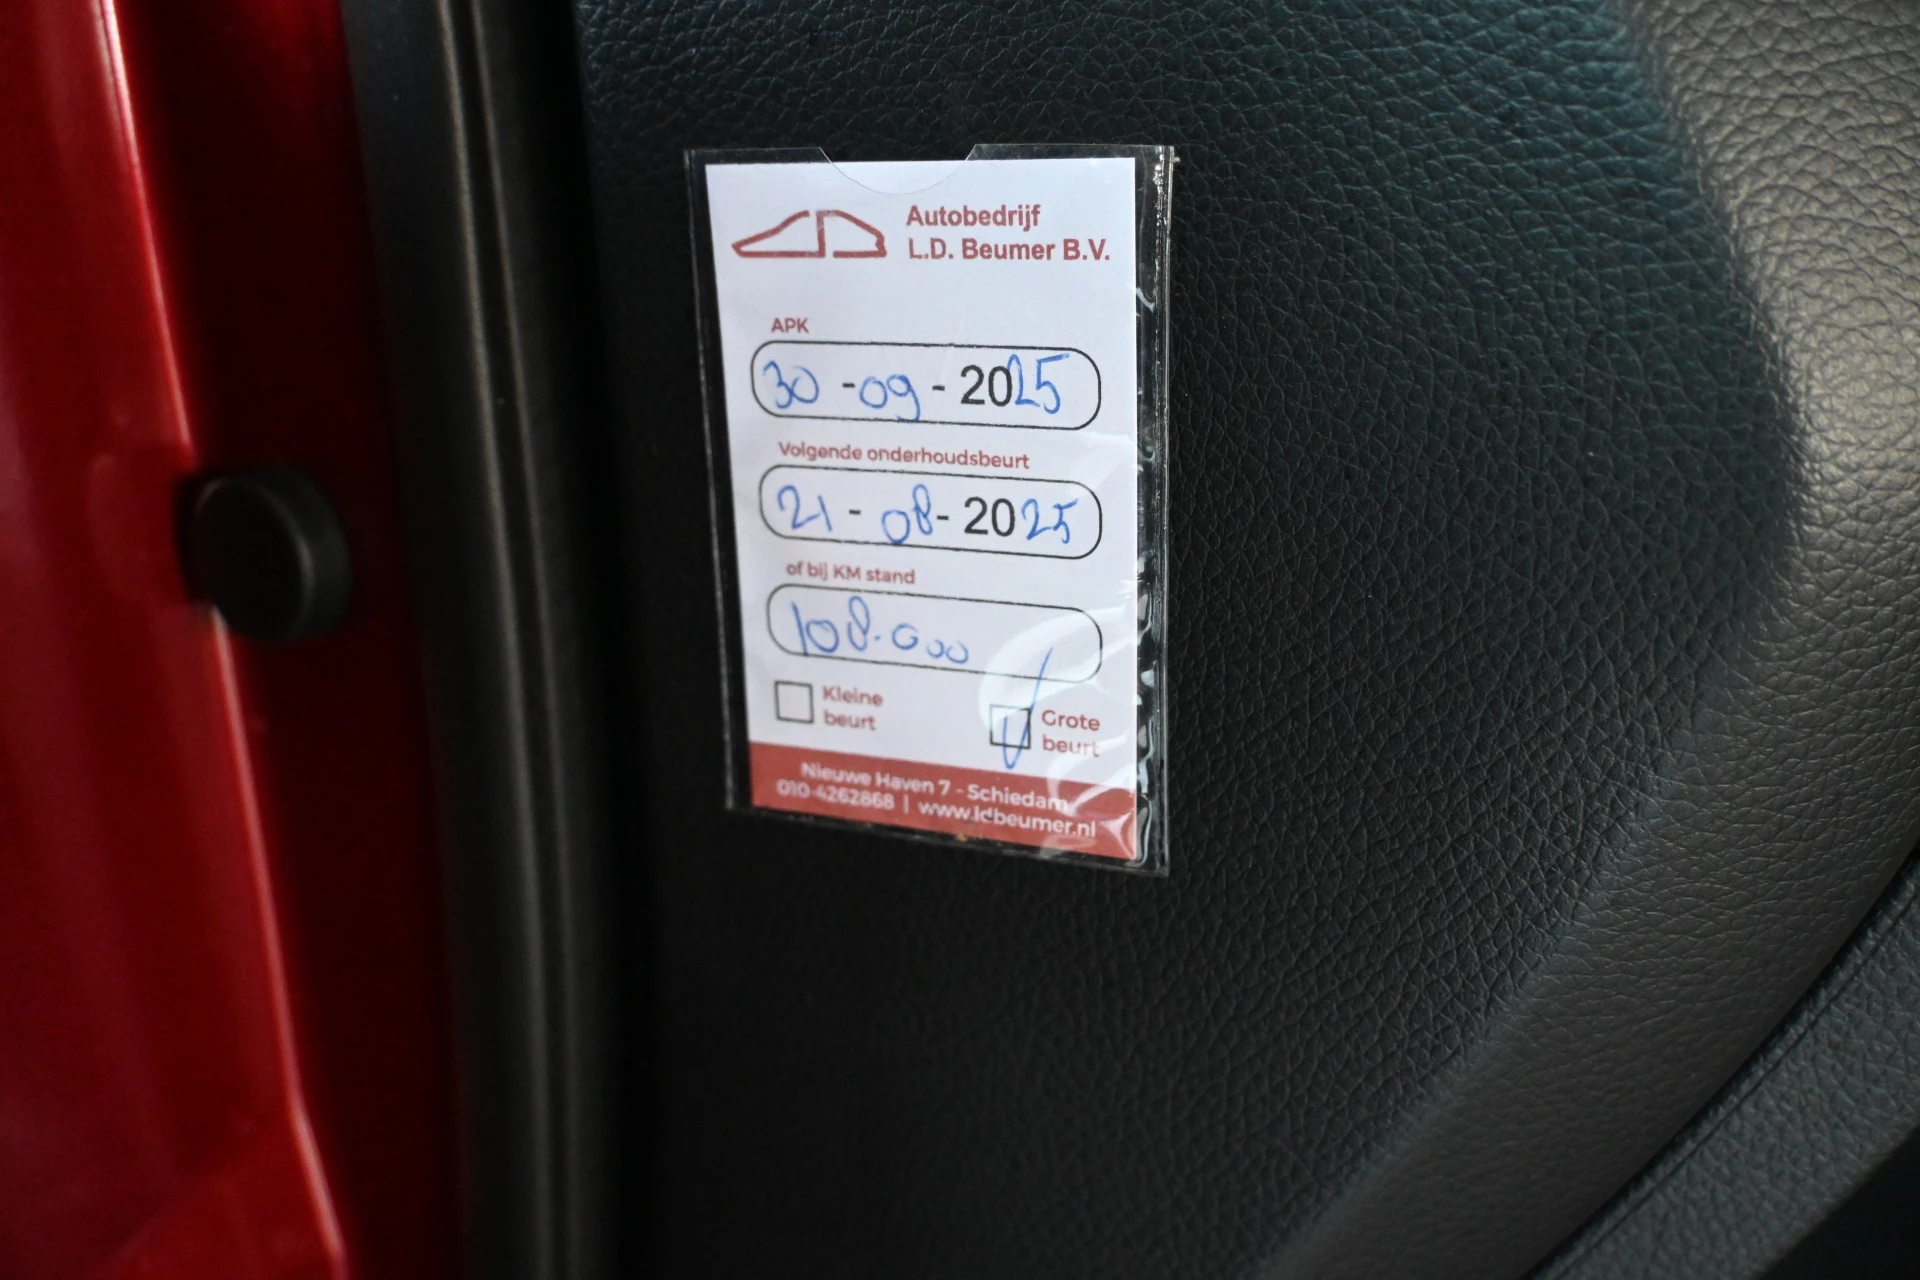 Autobedrijf
L.D. Beumer B.V.
APK
30 - 09 - 2025
Volgende onderhoudsbeurt
21 - 08 - 2025
of bij KM stand
108.000
Kleine
beurt
Grote
beurt
Nieuwe Haven 7 - Schiedam
010-4262868 | www.ldbeumer.nl